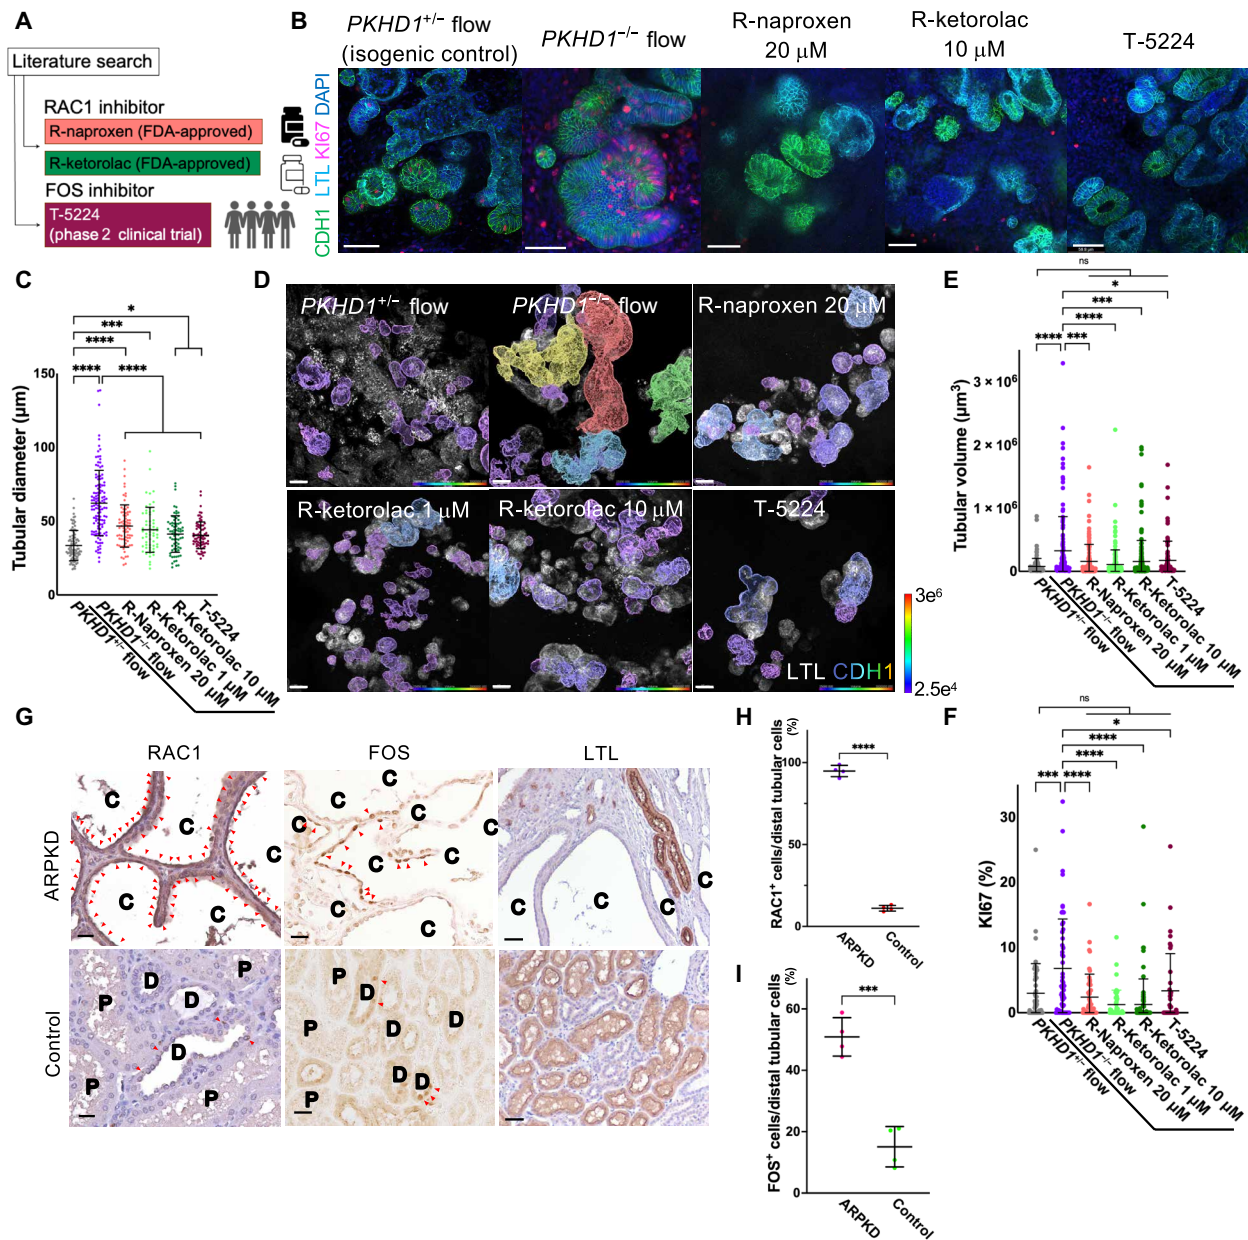 A
Literature search
RAC1 inhibitor
R-naproxen (FDA-approved)
R-ketorolac (FDA-approved)
FOS inhibitor
T-5224
(phase 2 clinical trial)
B
CDH1 LTL KI67 DAPI
PKHD1+/− flow
(isogenic control)
PKHD1−/− flow
R-naproxen
20 μM
R-ketorolac
10 μM
T-5224
C
Tubular diameter (μm)
150
100
50
0
*
***
****
**** ****
PKHD1+/− flow
PKHD1−/− flow
R-Naproxen 20 μM
R-Ketorolac 1 μM
R-Ketorolac 10 μM
T-5224
D
PKHD1+/− flow
PKHD1−/− flow
R-naproxen 20 μM
R-ketorolac 1 μM
R-ketorolac 10 μM
T-5224
LTL CDH1
3e6
2.5e4
E
Tubular volume (μm3)
3 × 106
2 × 106
1 × 106
0
ns
*
***
****
**** ***
PKHD1+/− flow
PKHD1−/− flow
R-Naproxen 20 μM
R-Ketorolac 1 μM
R-Ketorolac 10 μM
T-5224
F
KI67 (%)
30
20
10
0
ns
*
****
****
*** ****
PKHD1+/− flow
PKHD1−/− flow
R-Naproxen 20 μM
R-Ketorolac 1 μM
R-Ketorolac 10 μM
T-5224
G
RAC1
FOS
LTL
ARPKD
C C C C
C C C C C C C
C C C
Control
P D D D P P
P D D D D P
H
RAC1+ cells/distal tubular cells
(%)
100
50
0
****
ARPKD
Control
I
FOS+ cells/distal tubular cells
(%)
60
40
20
0
***
ARPKD
Control